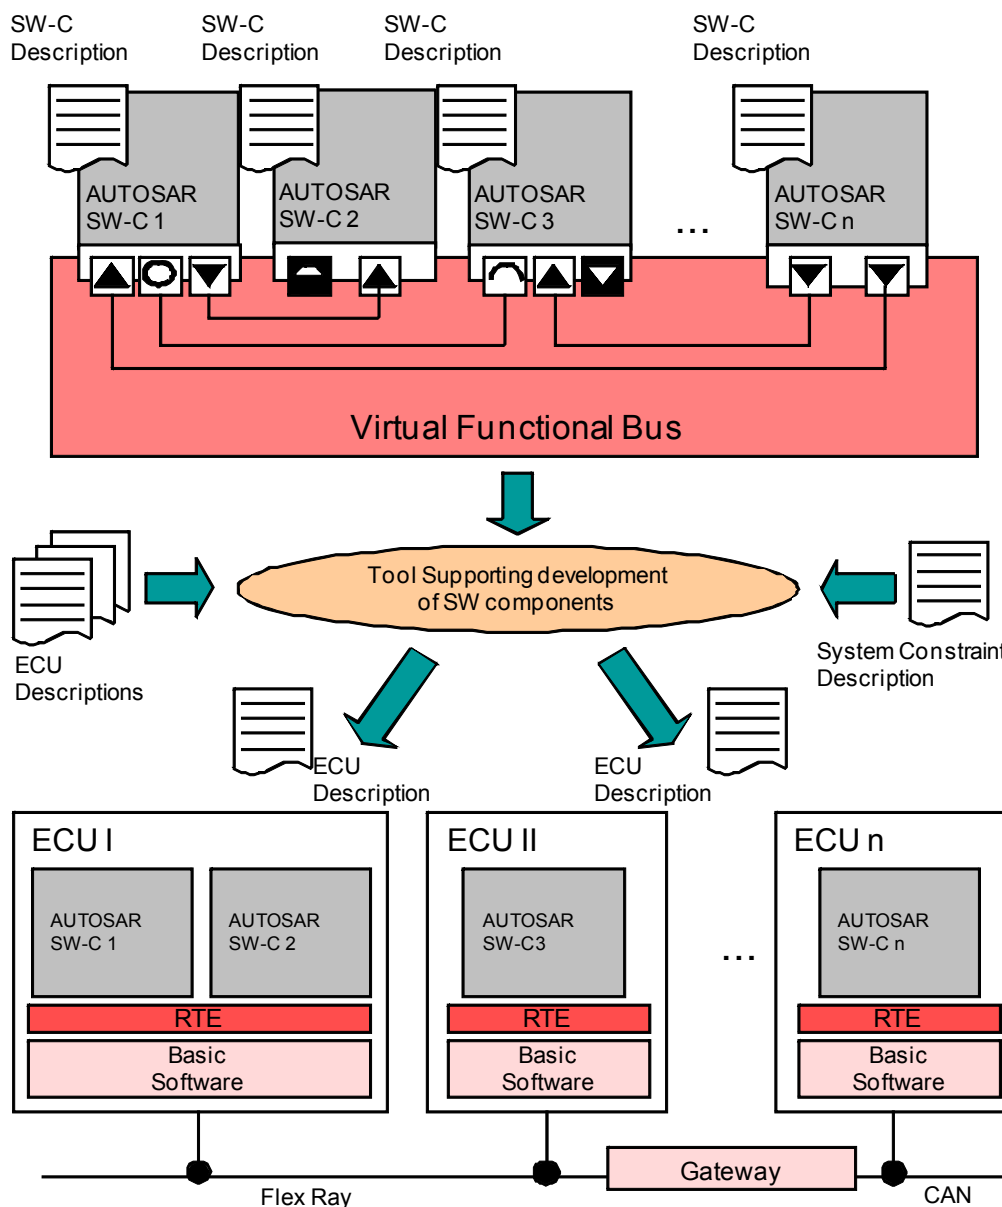 SW-C
Description
SW-C
Description
SW-C
Description
SW-C
Description
AUTOSAR
SW-C 1
AUTOSAR
SW-C 2
AUTOSAR
SW-C 3
...
AUTOSAR
SW-C n
Virtual Functional Bus
Tool Supporting development
of SW components
ECU
Descriptions
System Constraint
Description
ECU
Description
ECU
Description
ECU I
AUTOSAR
SW-C 1
AUTOSAR
SW-C 2
RTE
Basic
Software
ECU II
AUTOSAR
SW-C3
RTE
Basic
Software
...
ECU n
AUTOSAR
SW-C n
RTE
Basic
Software
Gateway
Flex Ray
CAN